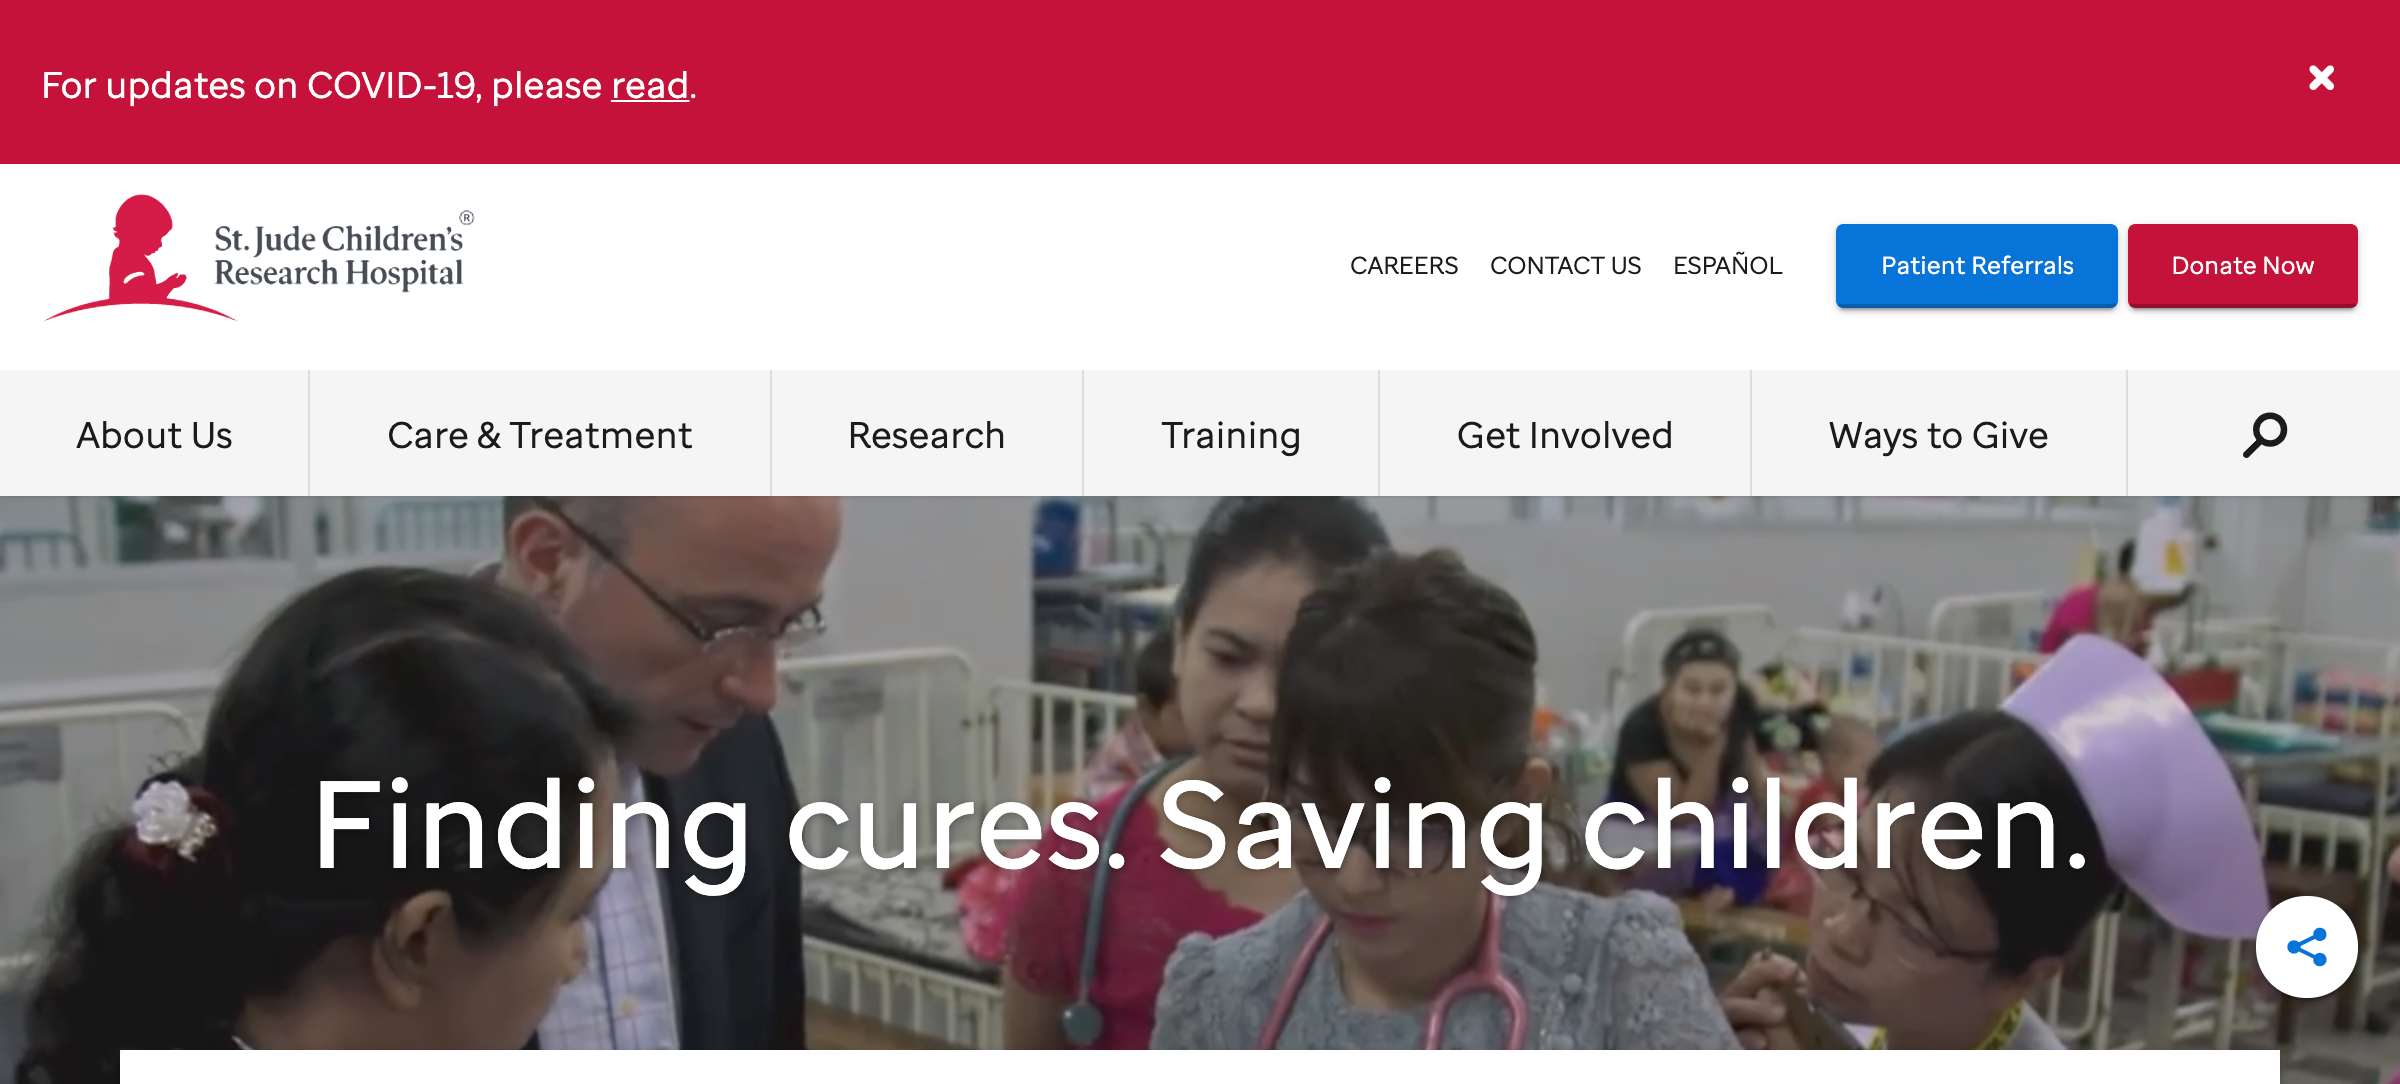 For updates on COVID-19, please read.
St. Jude Children's®
Research Hospital
CAREERS CONTACT US ESPAÑOL Patient Referrals Donate Now
About Us Care & Treatment Research Training Get Involved Ways to Give
Finding cures. Saving children.